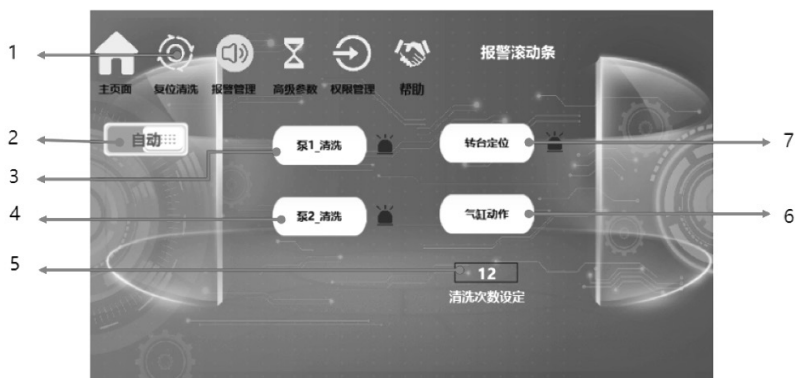 报警滚动条
主页面 复位清洗 报警管理 高级参数 权限管理 帮助
自动
泵1_清洗 转台定位
泵2_清洗 气缸动作
12
清洗次数设定
1
2
3
4
5
6
7